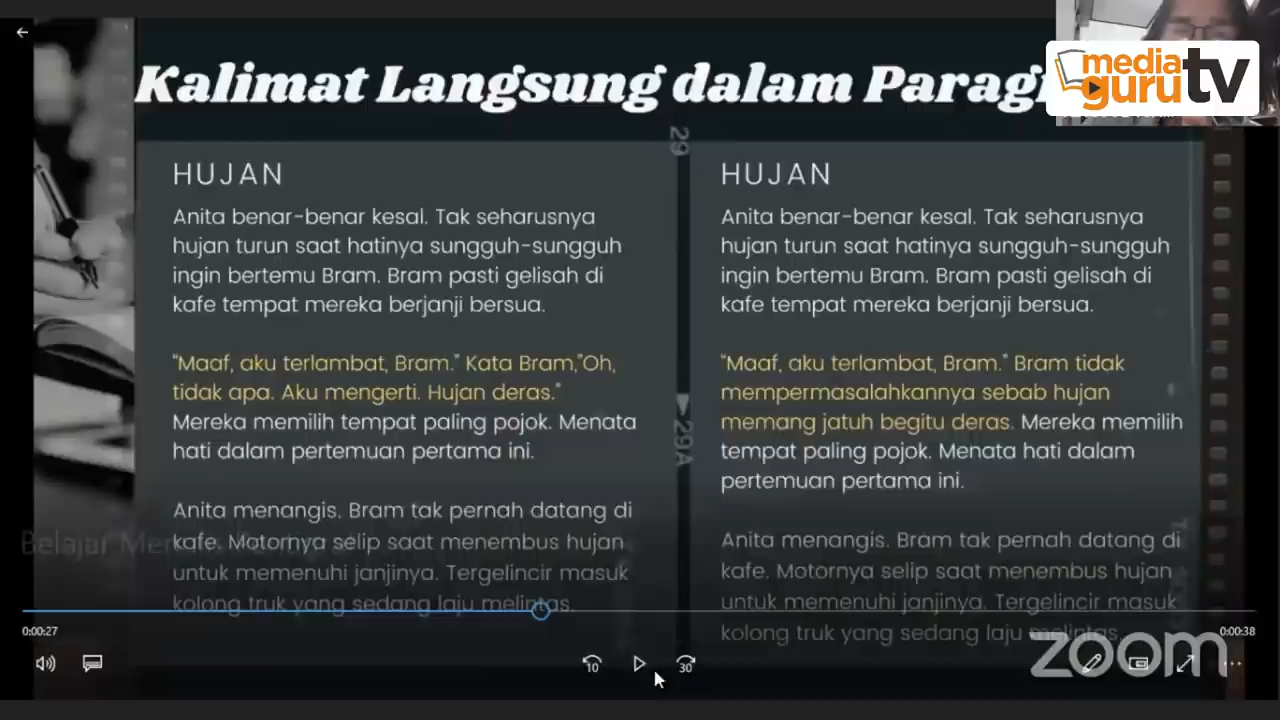 Kalimat Langsung dalam
media
guru tv
29
HUJAN
Anita benar-benar kesal. Tak seharusnya
hujan turun saat hatinya sungguh-sungguh
ingin bertemu Bram. Bram pasti gelisah di
kafe tempat mereka berjanji bersua.
"Maaf, aku terlambat, Bram." Kata Bram,"Oh,
tidak apa. Aku mengerti. Hujan deras."
Mereka memilih tempat paling pojok. Menata
hati dalam pertemuan pertama ini.
Anita menangis. Bram tak pernah datang di
kafe. Motornya selip saat menembus hujan
untuk memenuhi janjinya. Tergelincir masuk
kolong truk yang sedang laju melintas.
29A
HUJAN
Anita benar-benar kesal. Tak seharusnya
hujan turun saat hatinya sungguh-sungguh
ingin bertemu Bram. Bram pasti gelisah di
kafe tempat mereka berjanji bersua.
"Maaf, aku terlambat, Bram." Bram tidak
mempermasalahkannya sebab hujan
memang jatuh begitu deras. Mereka memilih
tempat paling pojok. Menata hati dalam
pertemuan pertama ini.
Anita menangis. Bram tak pernah datang di
kafe. Motornya selip saat menembus hujan
untuk memenuhi janjinya. Tergelincir masuk
kolong truk yang sedang laju melintas.
Belajar
0:00:27
0:00:38
10
30
zoom